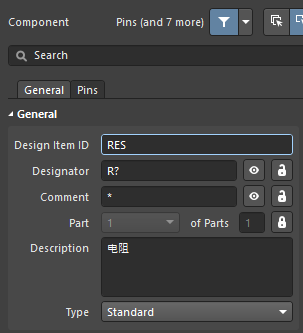 Component Pins (and 7 more)
Search
General Pins
General
Design Item ID RES
Designator R?
Comment *
Part 1 of Parts 1
Description 电阻
Type Standard